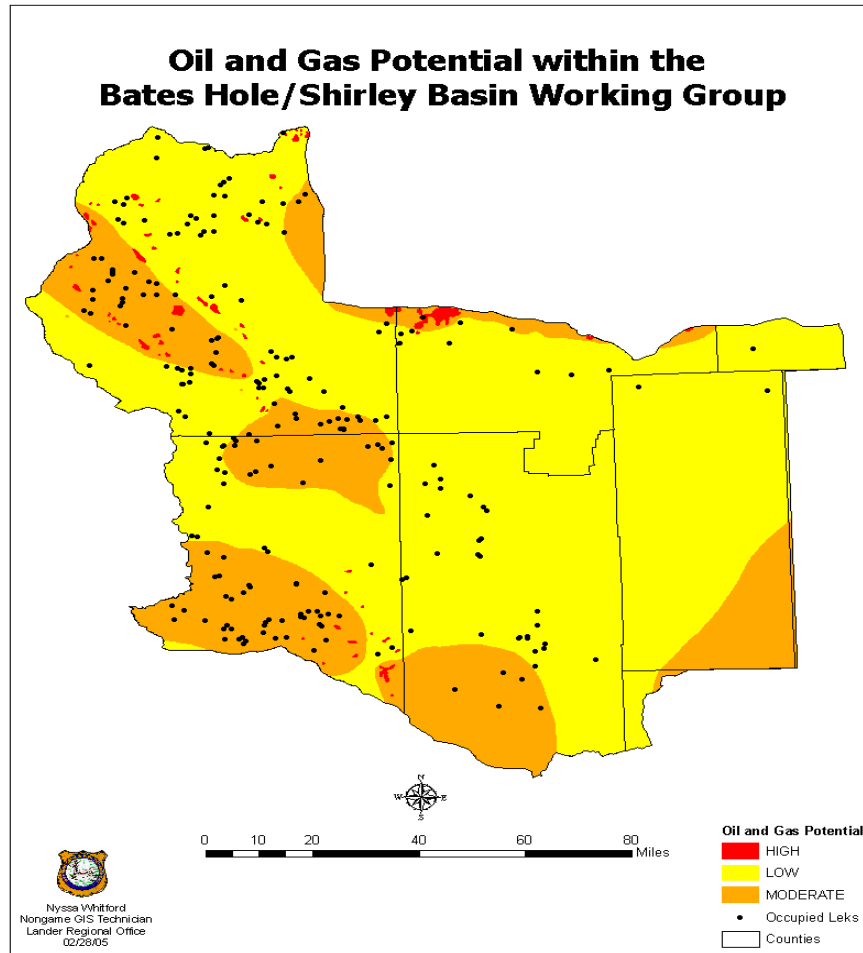 Oil and Gas Potential within the
Bates Hole/Shirley Basin Working Group
N
W E
S
0 10 20 40 60 80
Miles
Nyssa Whitford
Nongame GIS Technician
Lander Regional Office
02/28/05
Oil and Gas Potential
HIGH
LOW
MODERATE
Occupied Leks
Counties